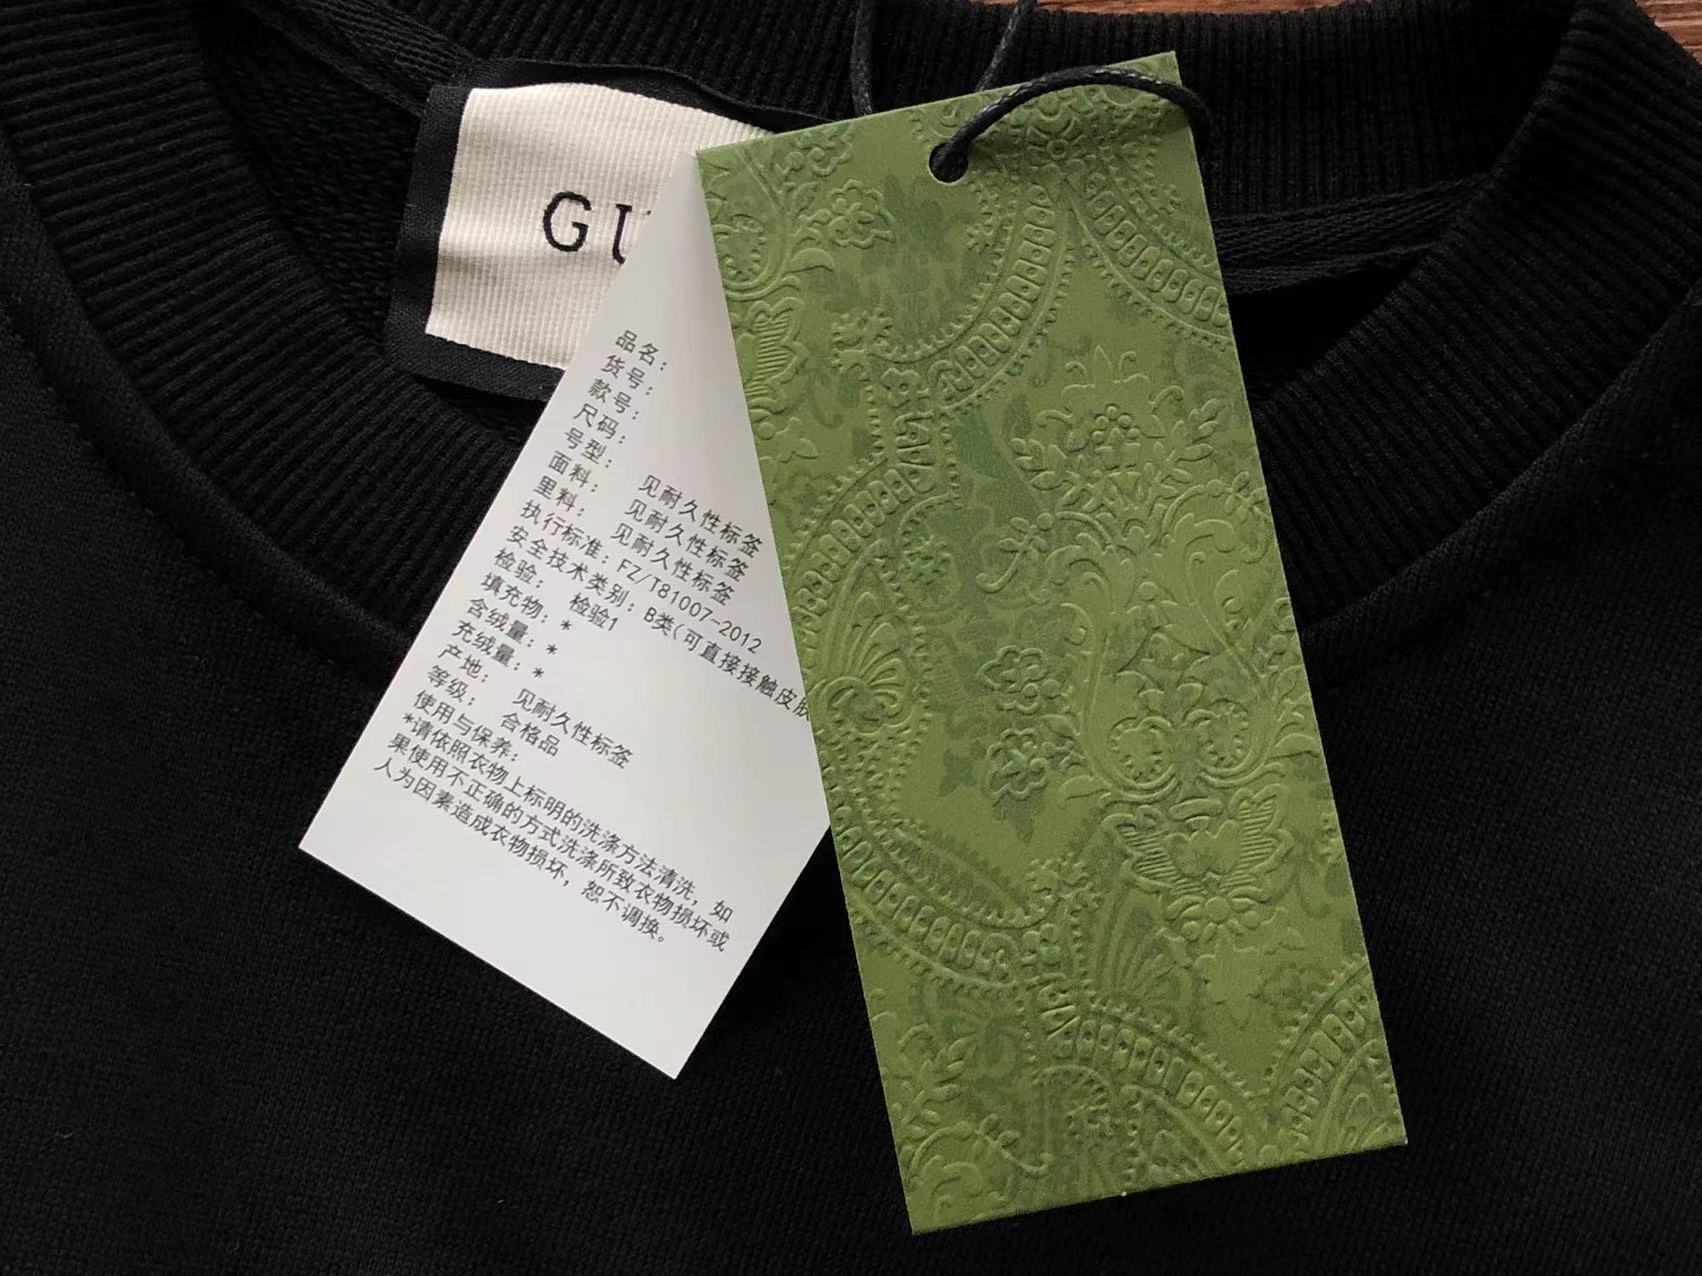 GU
品名：
货号：
款号：
尺码：
号型：
面料： 见耐久性标签
里料： 见耐久性标签
见耐久性标签
执行标准： FZ/T81007-2012
安全技术类别： B类(可直接接触皮肤
检验： 检验1
填充物： *
含绒量： *
充绒量： *
产地： 见耐久性标签
等级： 合格品
使用与保养：
*请依照衣物上标明的洗涤方法清洗，如
果使用不正确的方式洗涤所致衣物损坏或
人为因素造成衣物损坏，恕不调换。